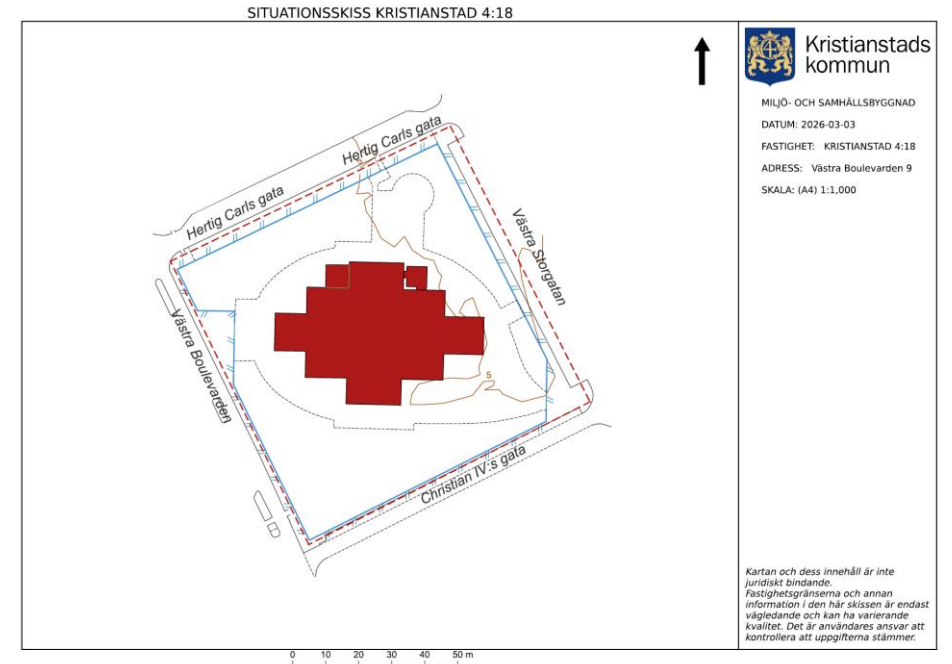 SITUATIONSSKISS KRISTIANSTAD 4:18
Kristianstads
kommun
MILJÖ- OCH SAMHÄLLSBYGGNAD
DATUM: 2026-03-03
FASTIGHET: KRISTIANSTAD 4:18
ADRESS: Västra Boulevarden 9
SKALA: (A4) 1:1,000
Hertig Carls gata
Hertig Carls gata
Västra Storgatan
Västra Boulevarden
5
Christian IV:s gata
Kartan och dess innehåll är inte
juridiskt bindande.
Fastighetsgränserna och annan
information i den här skissen är endast
vägledande och kan ha varierande
kvalitet. Det är användares ansvar att
kontrollera att uppgifterna stämmer.
0 10 20 30 40 50 m